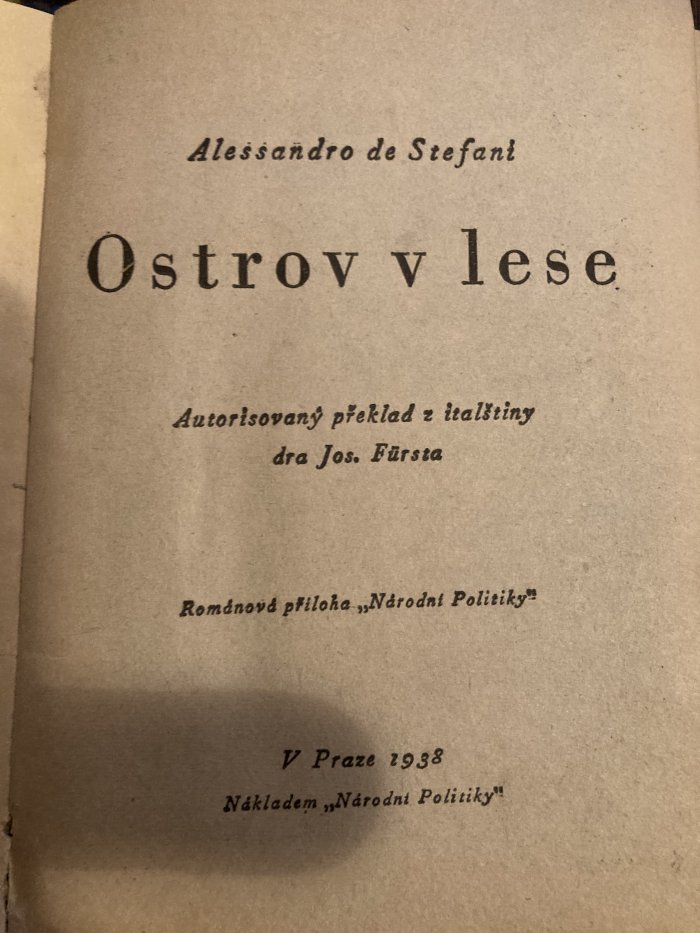 Alessandro de Stefani
Ostrov v lese
Autorisovaný překlad z italštiny
dra Jos. Fürsta
Románová příloha „Národní Politiky"
V Praze 1938
Nákladem „Národní Politiky"